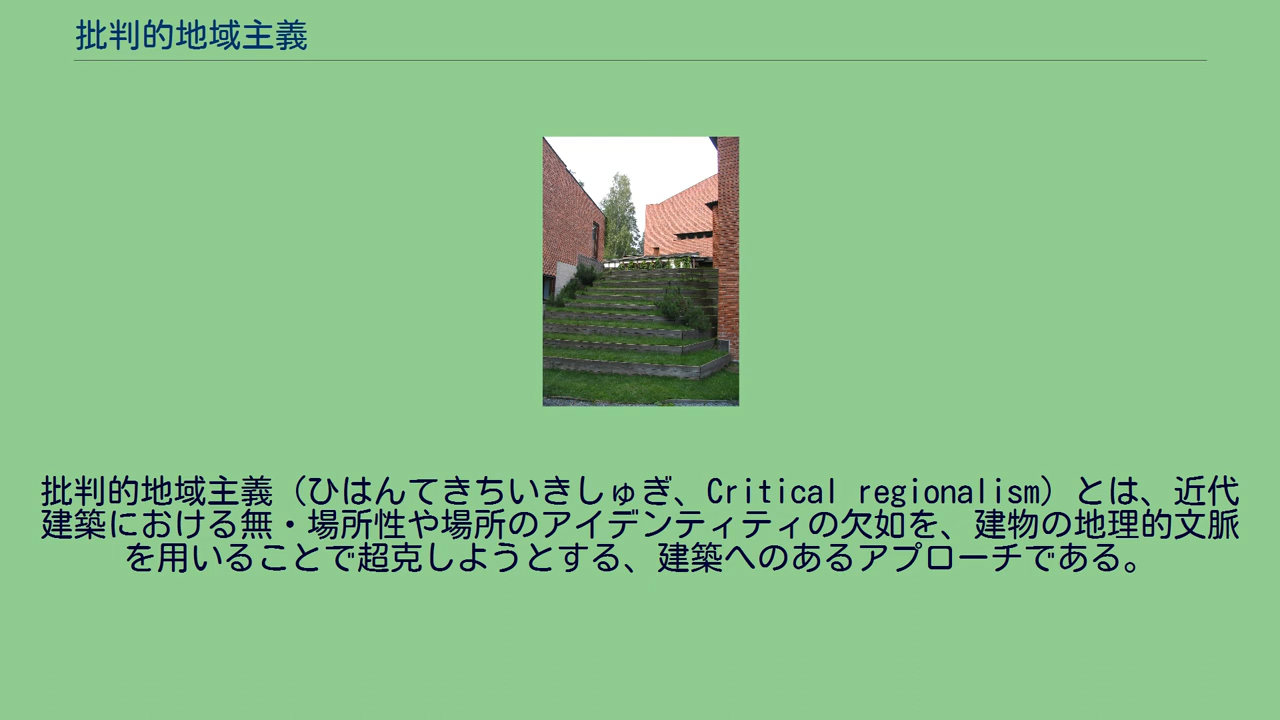 批判的地域主義
批判的地域主義（ひはんてきちいきしゅぎ、Critical regionalism）とは、近代
建築における無・場所性や場所のアイデンティティの欠如を、建物の地理的文脈
を用いることで超克しようとする、建築へのあるアプローチである。